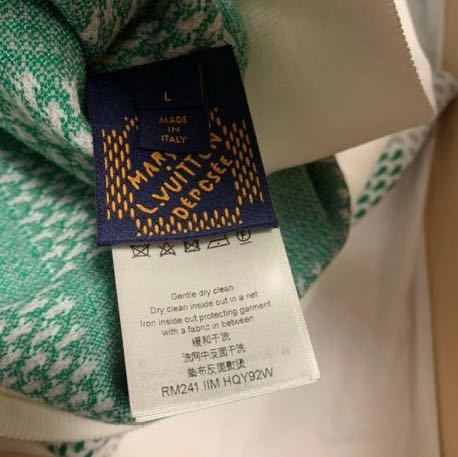 L
MADE
IN
ITALY
MARQUE
L.VUITTON
DEPOSÉE
Gentle dry clean
Dry clean inside out in a net
Iron inside out protecting garment
with a fabric in between
缓和干洗
洗网中反面干洗
垫布反面熨烫
RM241 IIM HQY92W